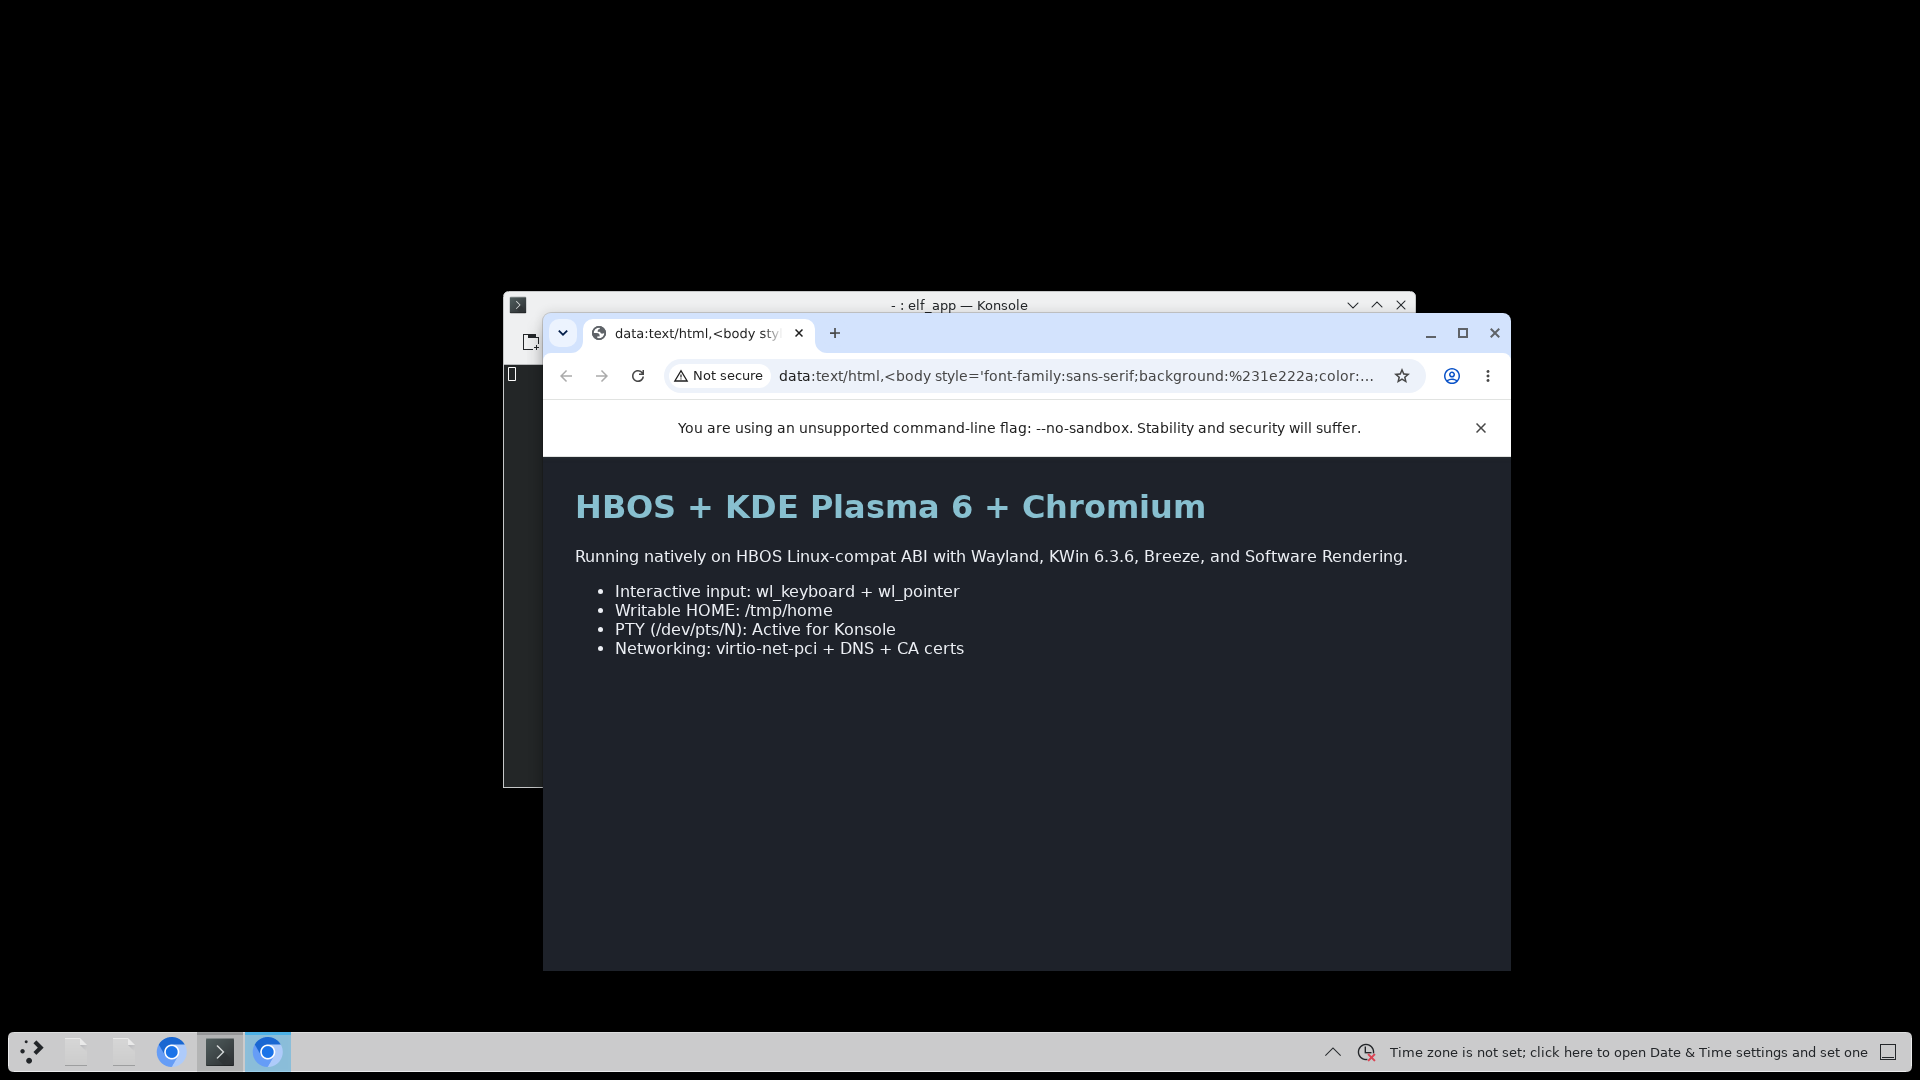 - : elf_app — Konsole
data:text/html,<body sty
Not secure
data:text/html,<body style='font-family:sans-serif;background:%231e222a;color:...
You are using an unsupported command-line flag: --no-sandbox. Stability and security will suffer.
HBOS + KDE Plasma 6 + Chromium
Running natively on HBOS Linux-compat ABI with Wayland, KWin 6.3.6, Breeze, and Software Rendering.
• Interactive input: wl_keyboard + wl_pointer
• Writable HOME: /tmp/home
• PTY (/dev/pts/N): Active for Konsole
• Networking: virtio-net-pci + DNS + CA certs
Time zone is not set; click here to open Date & Time settings and set one